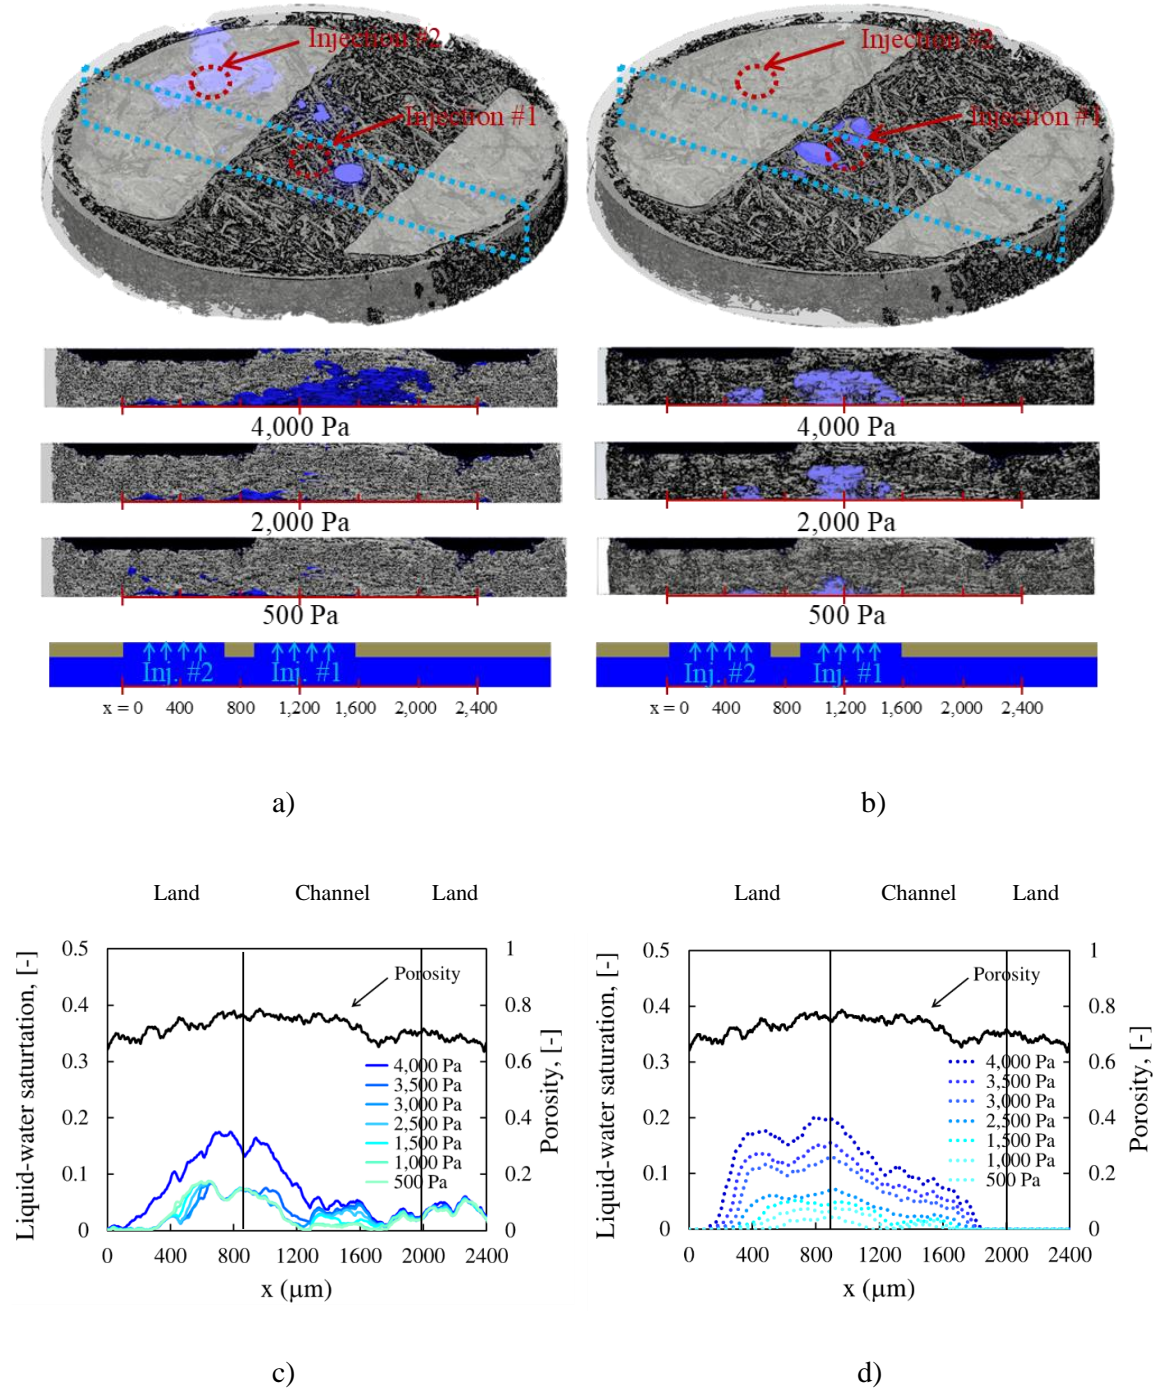 Injection #2
Injection #1
4,000 Pa
2,000 Pa
500 Pa
Inj. #2
Inj. #1
x = 0 400 800 1,200 1,600 2,000 2,400
a)
Injection #2
Injection #1
4,000 Pa
2,000 Pa
500 Pa
Inj. #2
Inj. #1
x = 0 400 800 1,200 1,600 2,000 2,400
b)
Land Channel Land
Liquid-water saturtation, [-]
0.5
0.4
0.3
0.2
0.1
0
1
0.8
0.6
0.4
0.2
0
Porosity, [-]
Porosity
4,000 Pa
3,500 Pa
3,000 Pa
2,500 Pa
1,500 Pa
1,000 Pa
500 Pa
0 400 800 1200 1600 2000 2400
x (μm)
c)
Land Channel Land
Liquid-water saturation, [-]
0.5
0.4
0.3
0.2
0.1
0
1
0.8
0.6
0.4
0.2
0
Porosity, [-]
Porosity
4,000 Pa
3,500 Pa
3,000 Pa
2,500 Pa
1,500 Pa
1,000 Pa
500 Pa
0 400 800 1200 1600 2000 2400
x (μm)
d)